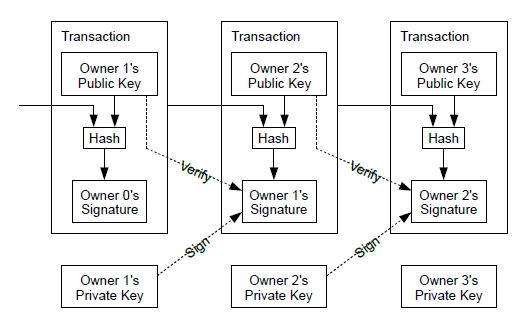 Transaction
Owner 1's
Public Key
Hash
Owner 0's
Signature
Transaction
Owner 2's
Public Key
Hash
Verify
Owner 1's
Signature
Sign
Transaction
Owner 3's
Public Key
Hash
Verify
Owner 2's
Signature
Sign
Owner 1's
Private Key
Owner 2's
Private Key
Owner 3's
Private Key